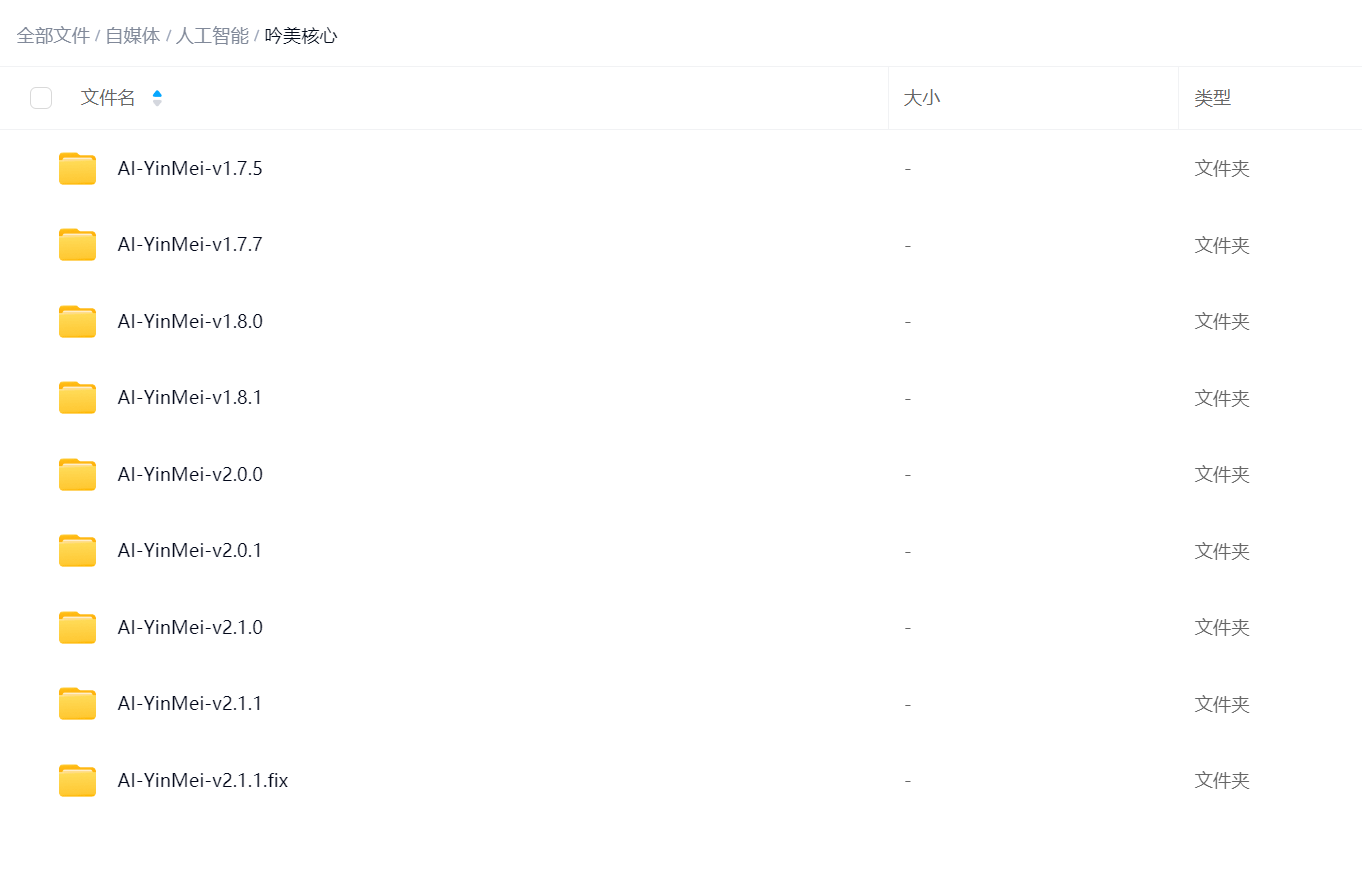 全部文件 / 自媒体 / 人工智能 / 吟美核心
文件名 大小 类型
AI-YinMei-v1.7.5 - 文件夹
AI-YinMei-v1.7.7 - 文件夹
AI-YinMei-v1.8.0 - 文件夹
AI-YinMei-v1.8.1 - 文件夹
AI-YinMei-v2.0.0 - 文件夹
AI-YinMei-v2.0.1 - 文件夹
AI-YinMei-v2.1.0 - 文件夹
AI-YinMei-v2.1.1 - 文件夹
AI-YinMei-v2.1.1.fix - 文件夹